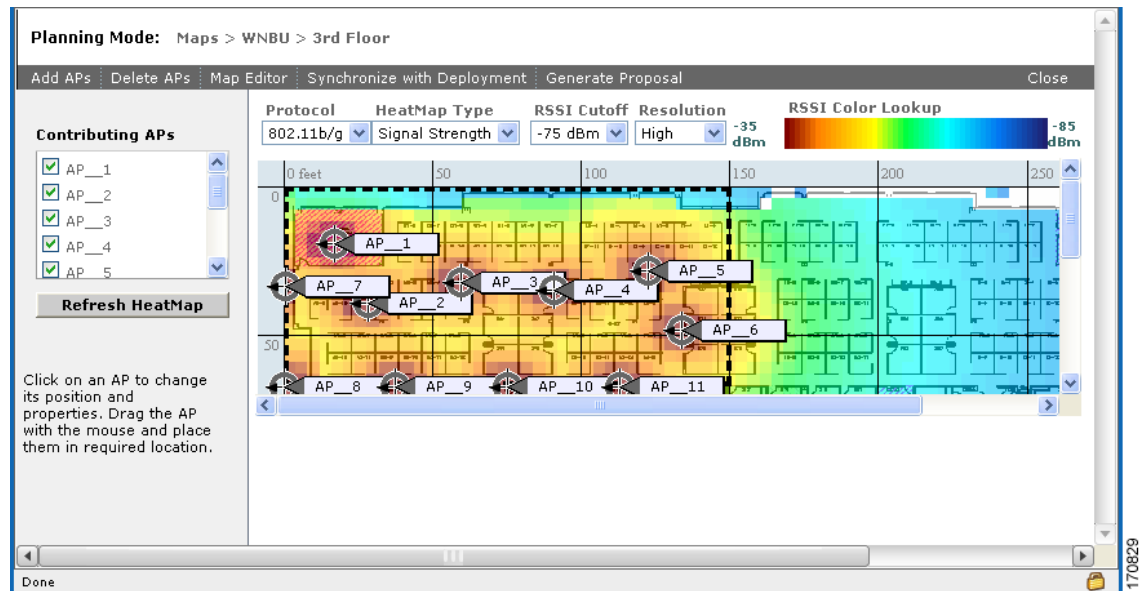 Planning Mode: Maps > WNBU > 3rd Floor
Add APs Delete APs Map Editor Synchronize with Deployment Generate Proposal Close
Protocol HeatMap Type RSSI Cutoff Resolution RSSI Color Lookup
802.11b/g Signal Strength -75 dBm High -35 dBm -85 dBm
Contributing APs
AP__1
AP__2
AP__3
AP__4
AP__5
Refresh HeatMap
Click on an AP to change
its position and
properties. Drag the AP
with the mouse and place
them in required location.
0 feet 50 100 150 200 250
0
AP__1
AP__5
AP__7 AP__3 AP__4
AP__2
AP__6
50
AP__8 AP__9 AP__10 AP__11
Done
170829